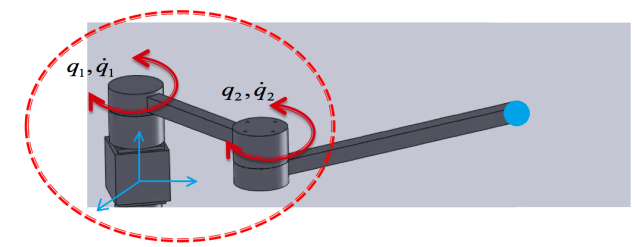 q₁, q̇₁
q₂, q̇₂